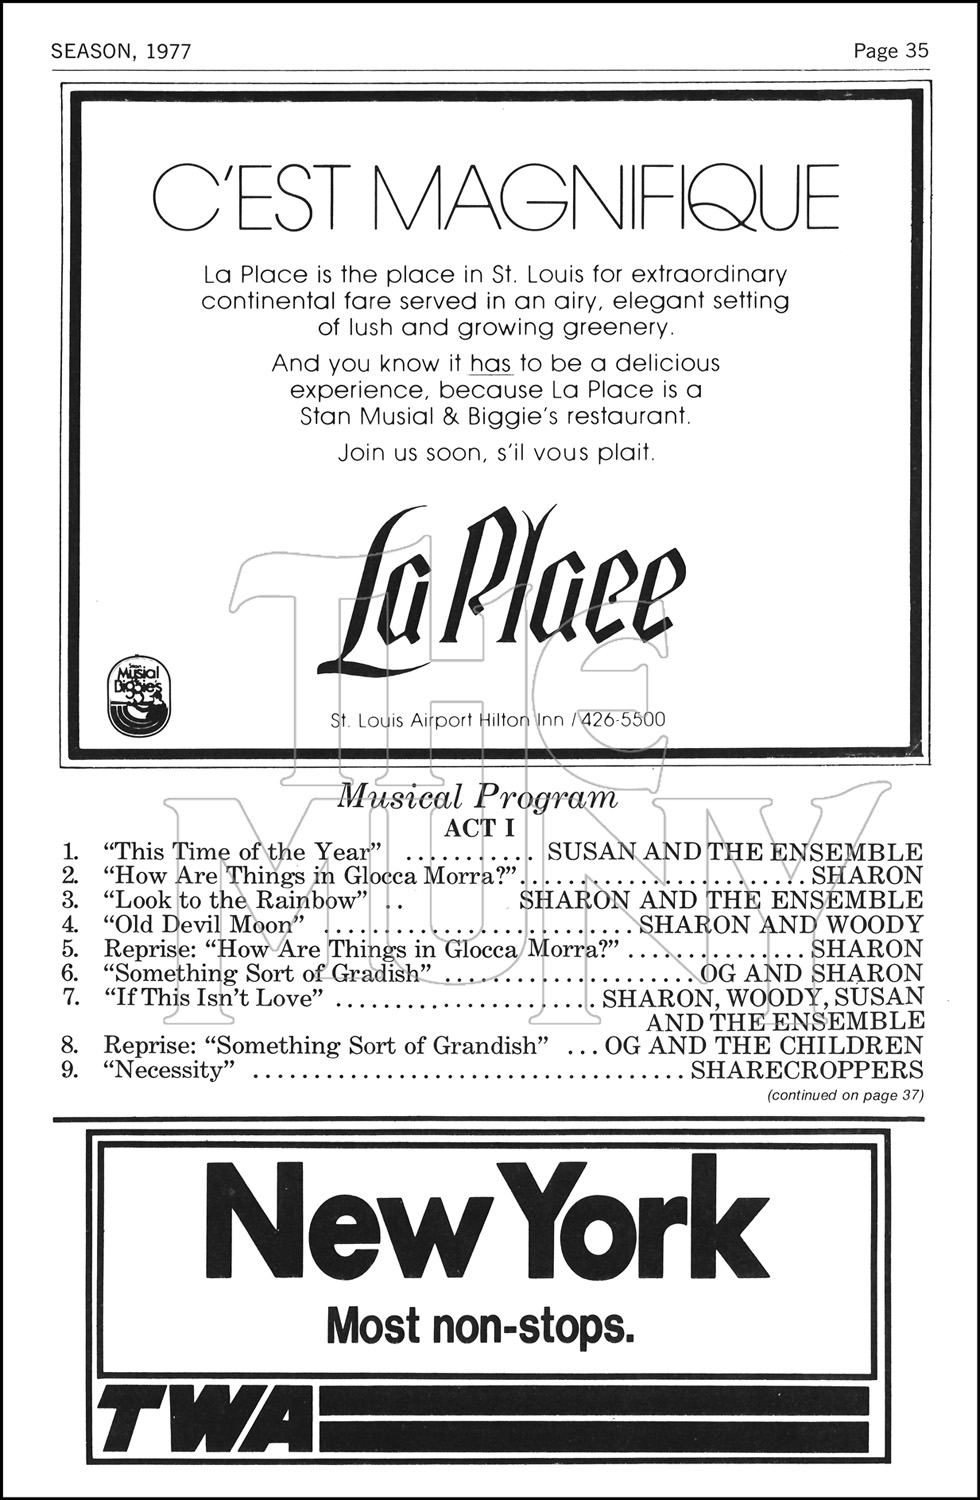 SEASON, 1977
Page 35
C'EST MAGNIFIQUE
La Place is the place in St. Louis for extraordinary
continental fare served in an airy, elegant setting
of lush and growing greenery.
And you know it has to be a delicious
experience, because La Place is a
Stan Musial & Biggie's restaurant.
Join us soon, s'il vous plait.
La Place
Stan
Musial
&
Biggie's
St. Louis Airport Hilton Inn / 426-5500
THE
MUNY
Musical Program
ACT I
1. “This Time of the Year” ........... SUSAN AND THE ENSEMBLE
2. “How Are Things in Glocca Morra?”........................ SHARON
3. “Look to the Rainbow” .. SHARON AND THE ENSEMBLE
4. “Old Devil Moon” .......................... SHARON AND WOODY
5. Reprise: “How Are Things in Glocca Morra?” ............... SHARON
6. “Something Sort of Gradish” .....................OG AND SHARON
7. “If This Isn't Love” ...................... SHARON, WOODY, SUSAN
AND THE ENSEMBLE
8. Reprise: “Something Sort of Grandish” ... OG AND THE CHILDREN
9. “Necessity” .................................... SHARECROPPERS
(continued on page 37)
New York
Most non-stops.
TWA